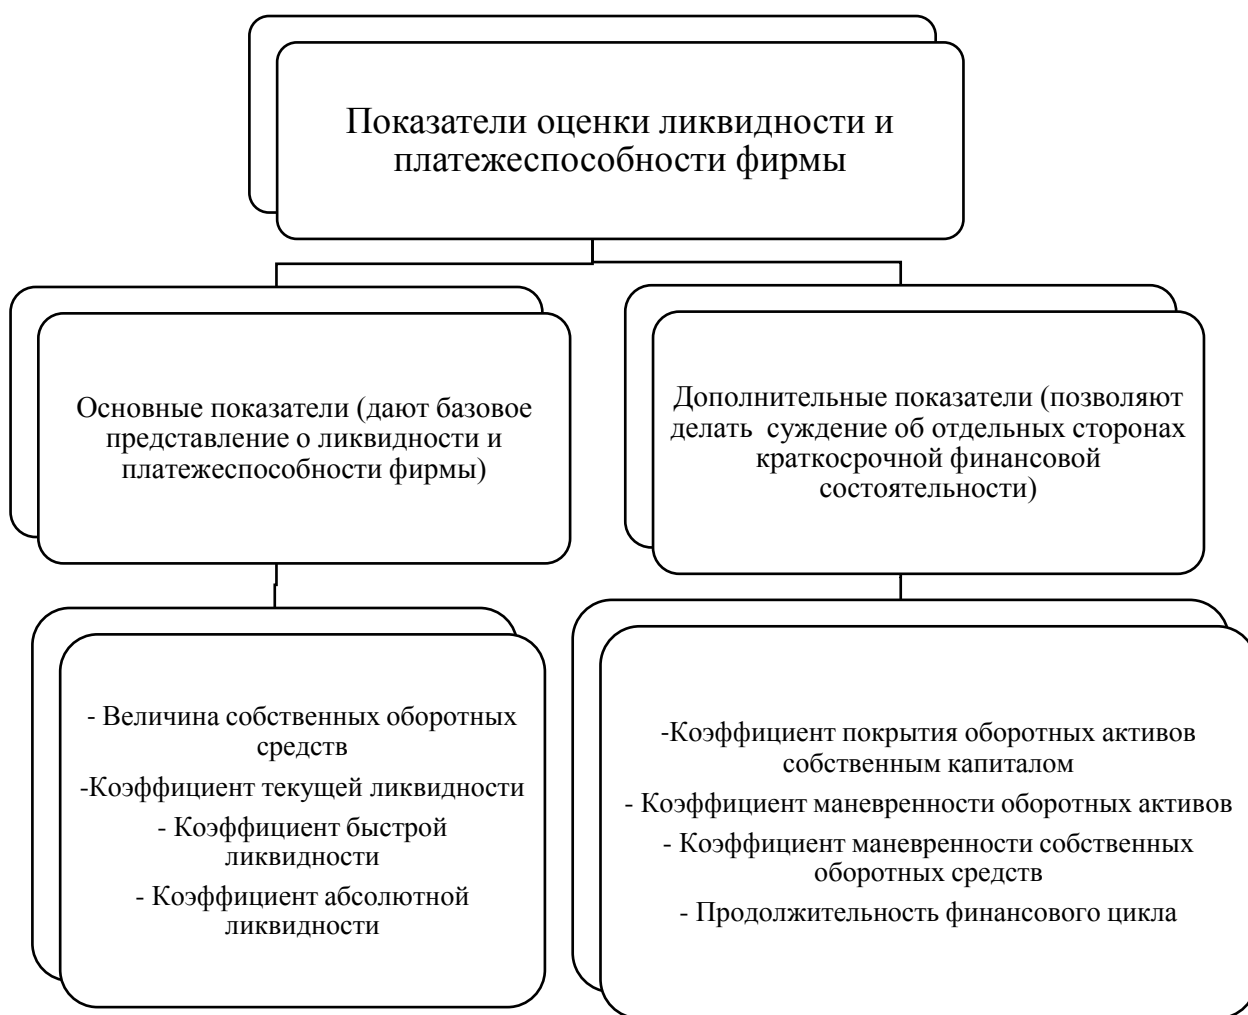 Показатели оценки ликвидности и
платежеспособности фирмы
Основные показатели (дают базовое
представление о ликвидности и
платежеспособности фирмы)
Дополнительные показатели (позволяют
делать  суждение об отдельных сторонах
краткосрочной финансовой
состоятельности)
- Величина собственных оборотных
средств
-Коэффициент текущей ликвидности
- Коэффициент быстрой
ликвидности
- Коэффициент абсолютной
ликвидности
-Коэффициент покрытия оборотных активов
собственным капиталом
- Коэффициент маневренности оборотных активов
- Коэффициент маневренности собственных
оборотных средств
- Продолжительность финансового цикла